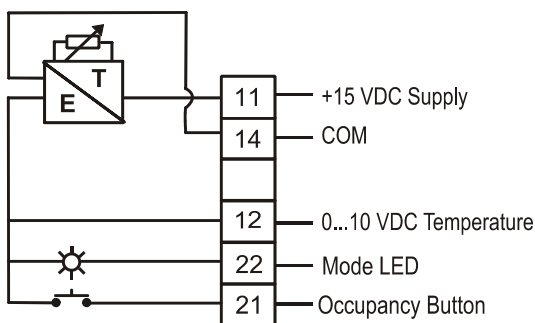 T
E
11 +15 VDC Supply
14 COM
12 0...10 VDC Temperature
22 Mode LED
21 Occupancy Button